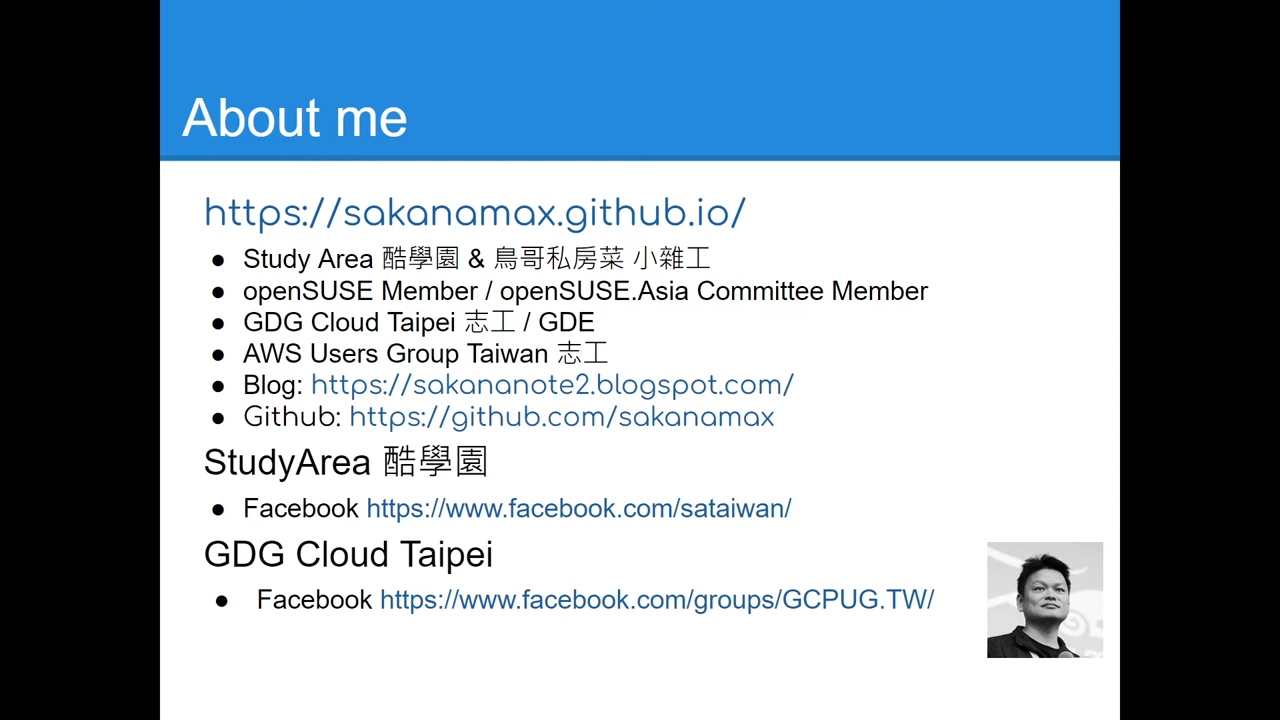 About me
https://sakanamax.github.io/
● Study Area 酷學園 & 鳥哥私房菜 小雜工
● openSUSE Member / openSUSE.Asia Committee Member
● GDG Cloud Taipei 志工 / GDE
● AWS Users Group Taiwan 志工
● Blog: https://sakananote2.blogspot.com/
● Github: https://github.com/sakanamax
StudyArea 酷學園
● Facebook https://www.facebook.com/sataiwan/
GDG Cloud Taipei
● Facebook https://www.facebook.com/groups/GCPUG.TW/